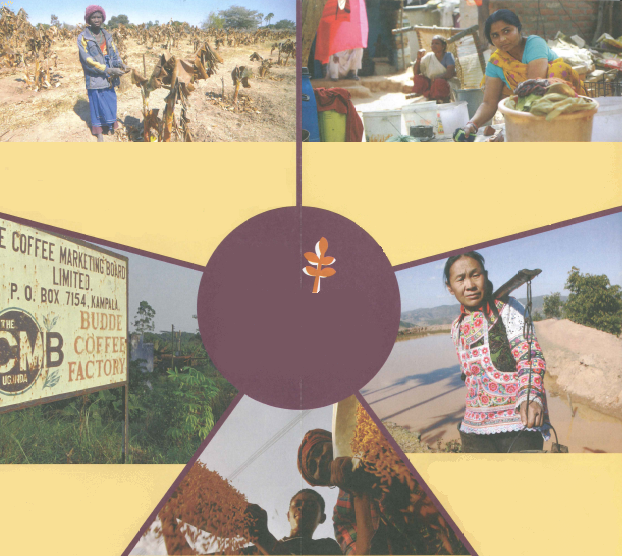 E COFFEE MARKETING BOARD
LIMITED.
P. O. BOX 7154, KAMPALA.
THE
CMB
UGANDA
BUDDE
COFFEE
FACTORY